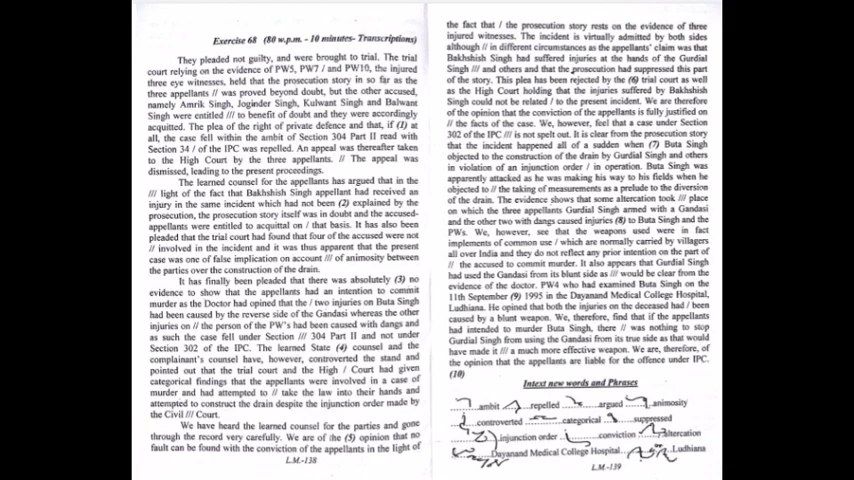 Exercise 68 (80 w.p.m. - 10 minutes- Transcriptions)
They pleaded not guilty, and were brought to trial. The trial
court relying on the evidence of PW5, PW7 / and PW10, the injured
three eye witnesses, held that the prosecution story in so far as the
three appellants // was proved beyond doubt, but the other accused,
namely Amrik Singh, Joginder Singh, Kulwant Singh and Balwant
Singh were entitled /// to benefit of doubt and they were accordingly
acquitted. The plea of the right of private defence and that, if (1) at
all, the case fell within the ambit of Section 304 Part II read with
Section 34 / of the IPC was repelled. An appeal was thereafter taken
to the High Court by the three appellants. // The appeal was
dismissed, leading to the present proceedings.
The learned counsel for the appellants has argued that in the
/// light of the fact that Bakhshish Singh appellant had received an
injury in the same incident which had not been (2) explained by the
prosecution, the prosecution story itself was in doubt and the accused-
appellants were entitled to acquittal on / that basis. It has also been
pleaded that the trial court had found that four of the accused were not
// involved in the incident and it was thus apparent that the present
case was one of false implication on account /// of animosity between
the parties over the construction of the drain.
It has finally been pleaded that there was absolutely (3) no
evidence to show that the appellants had an intention to commit
murder as the Doctor had opined that the / two injuries on Buta Singh
had been caused by the reverse side of the Gandasi whereas the other
injuries on // the person of the PW's had been caused with dangs and
as such the case fell under Section /// 304 Part II and not under
Section 302 of the IPC. The learned State (4) counsel and the
complainant's counsel have, however, controverted the stand and
pointed out that the trial court and the High / Court had given
categorical findings that the appellants were involved in a case of
murder and had attempted to // take the law into their hands and
attempted to construct the drain despite the injunction order made by
the Civil /// Court.
We have heard the learned counsel for the parties and gone
through the record very carefully. We are of the (5) opinion that no
fault can be found with the conviction of the appellants in the light of
L.M.-138
the fact that / the prosecution story rests on the evidence of three
injured witnesses. The incident is virtually admitted by both sides
although // in different circumstances as the appellants' claim was that
Bakhshish Singh had suffered injuries at the hands of the Gurdial
Singh /// and others and that the prosecution had suppressed this part
of the story. This plea has been rejected by the (6) trial court as well
as the High Court holding that the injuries suffered by Bakhshish
Singh could not be related / to the present incident. We are therefore
of the opinion that the conviction of the appellants is fully justified on
// the facts of the case. We, however, feel that a case under Section
302 of the IPC /// is not spelt out. It is clear from the prosecution story
that the incident happened all of a sudden when (7) Buta Singh
objected to the construction of the drain by Gurdial Singh and others
in violation of an injunction order / in operation. Buta Singh was
apparently attacked as he was making his way to his fields when he
objected to // the taking of measurements as a prelude to the diversion
of the drain. The evidence shows that some altercation took /// place
on which the three appellants Gurdial Singh armed with a Gandasi
and the other two with dangs caused injuries (8) to Buta Singh and the
PWs. We, however, see that the weapons used were in fact
implements of common use / which are normally carried by villagers
all over India and they do not reflect any prior intention on the part of
// the accused to commit murder. It also appears that Gurdial Singh
had used the Gandasi from its blunt side as /// would be clear from the
evidence of the doctor. PW4 who had examined Buta Singh on the
11th September (9) 1995 in the Dayanand Medical College Hospital,
Ludhiana. He opined that both the injuries on the deceased had / been
caused by a blunt weapon. We, therefore, find that if the appellants
had intended to murder Buta Singh, there // was nothing to stop
Gurdial Singh from using the Gandasi from its true side as that would
have made it /// a much more effective weapon. We are, therefore, of
the opinion that the appellants are liable for the offence under IPC.
(10)
Intext new words and Phrases
ambit repelled argued animosity
controverted categorical suppressed
injunction order conviction altercation
Dayanand Medical College Hospital Ludhiana
L.M.-139